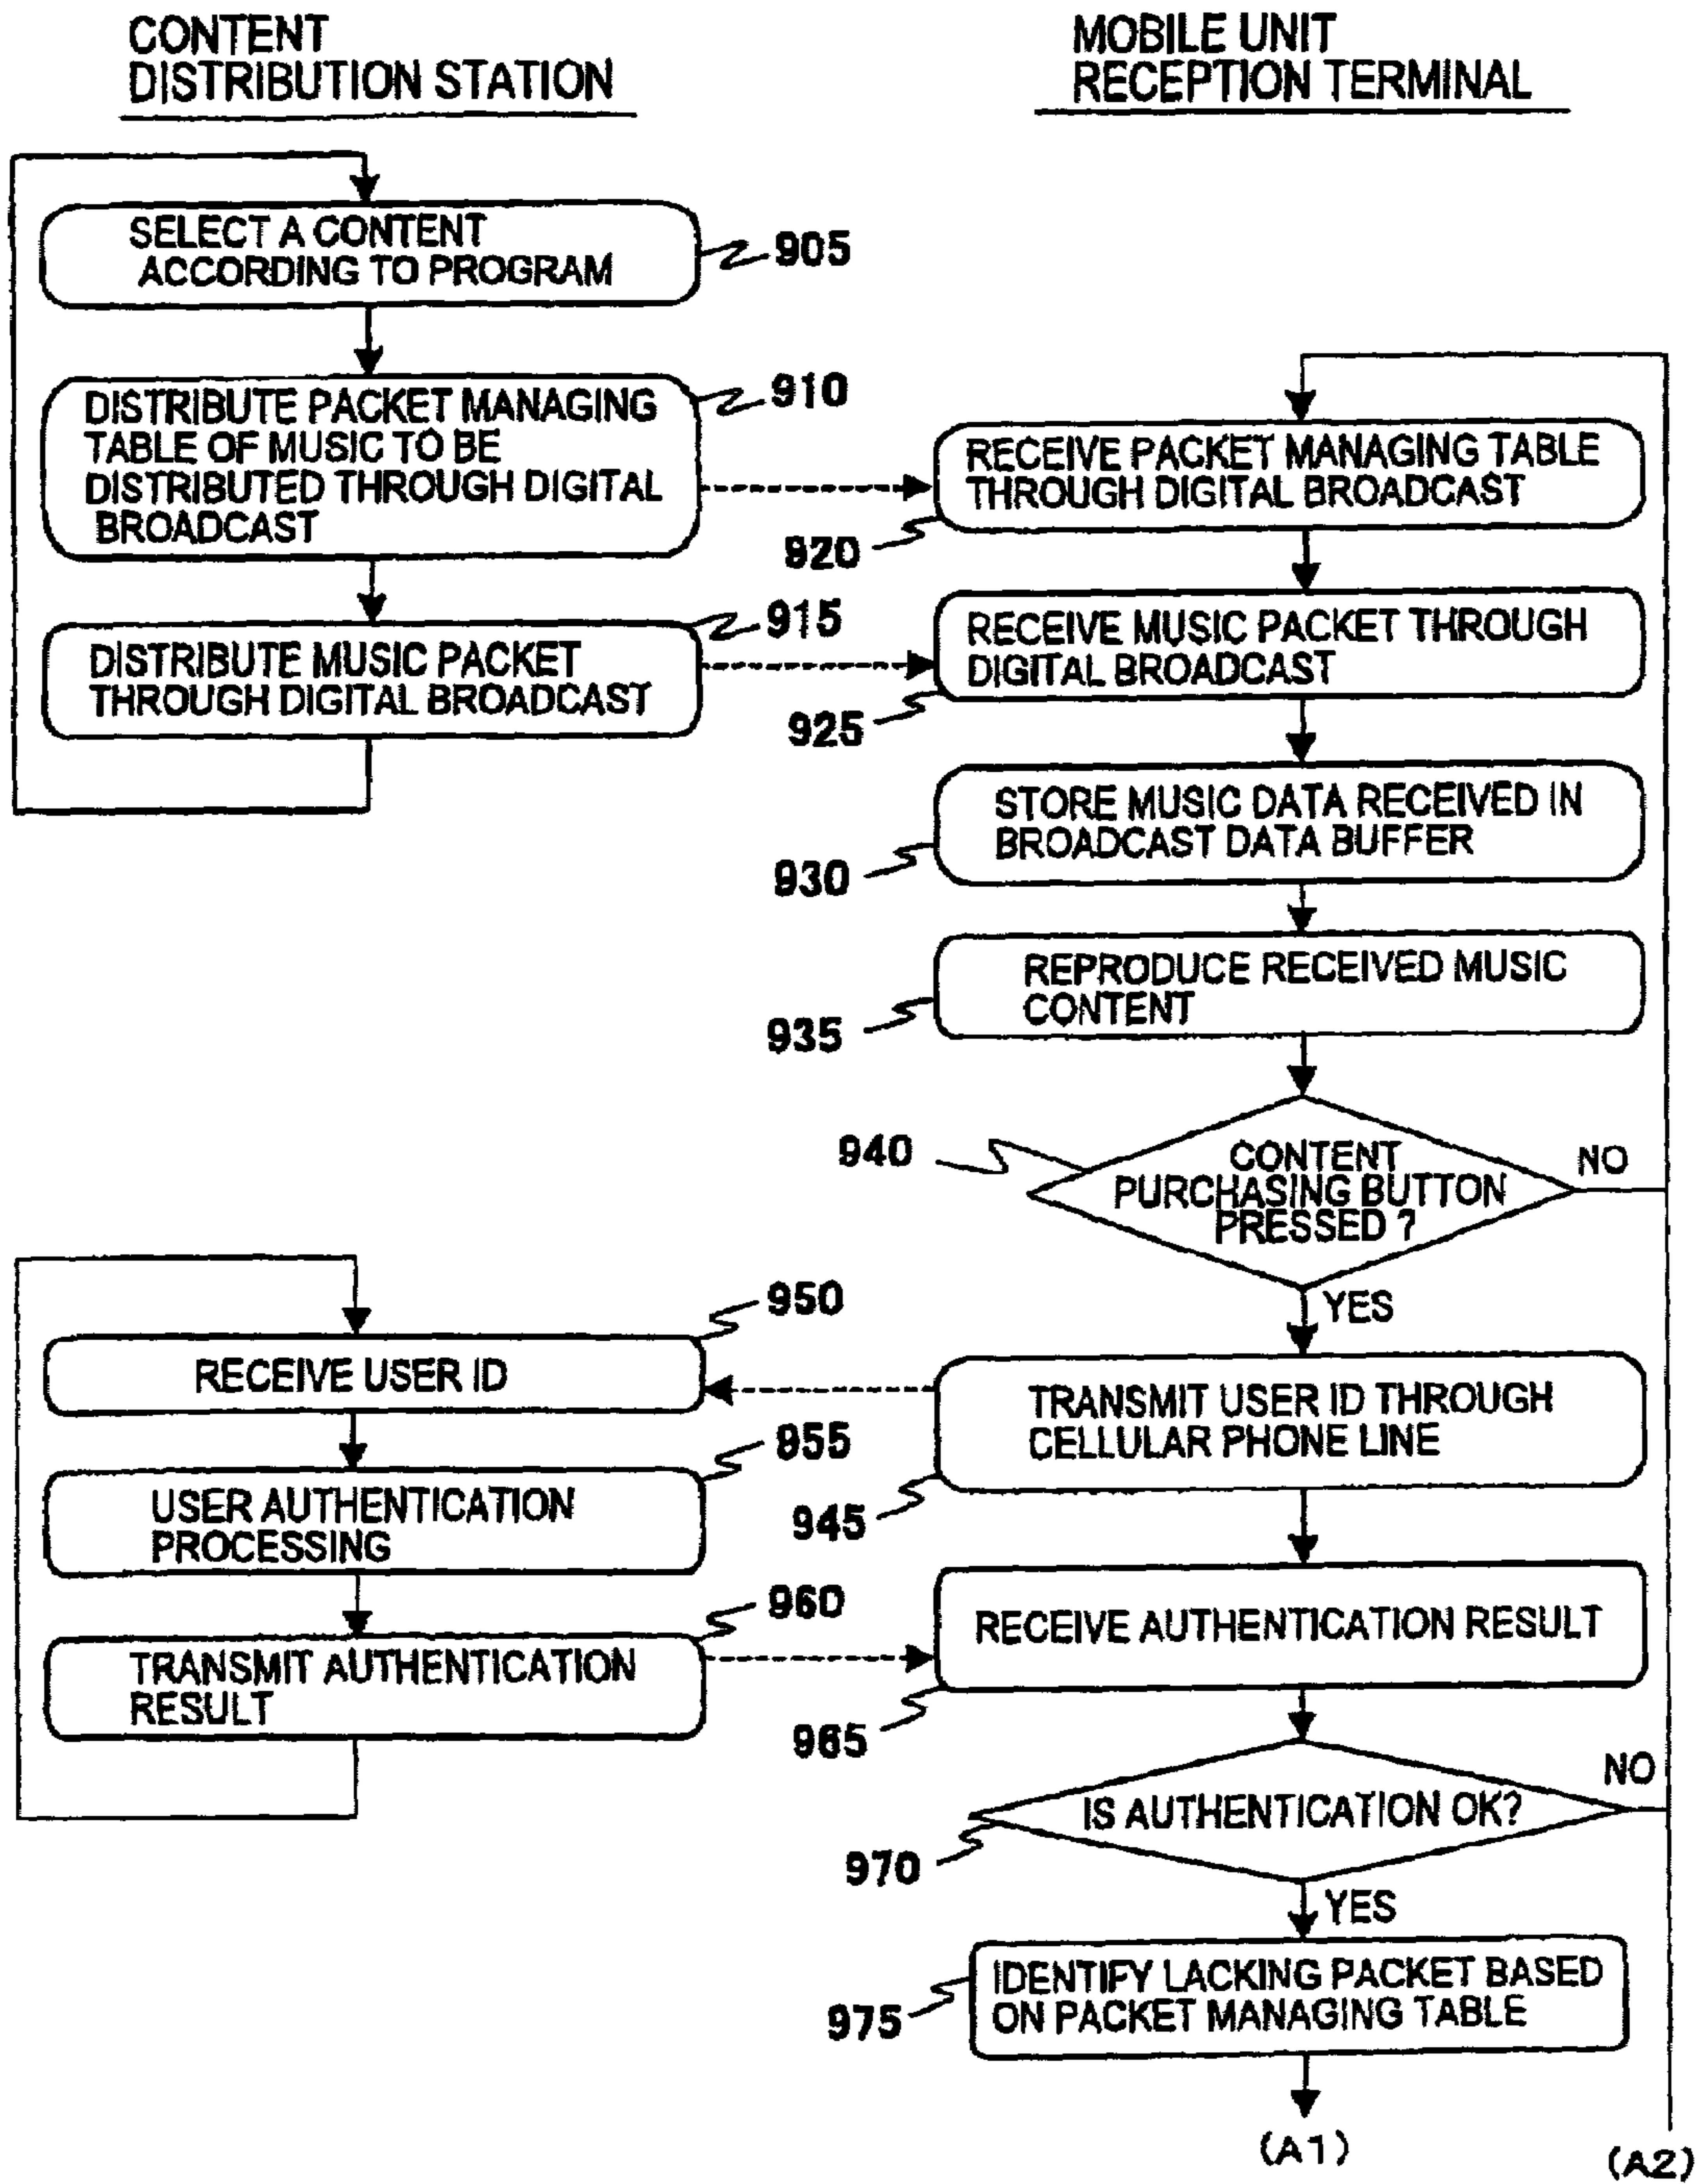 CONTENT
DISTRIBUTION STATION
MOBILE UNIT
RECEPTION TERMINAL
SELECT A CONTENT
ACCORDING TO PROGRAM
905
DISTRIBUTE PACKET MANAGING
TABLE OF MUSIC TO BE
DISTRIBUTED THROUGH DIGITAL
BROADCAST
910
RECEIVE PACKET MANAGING TABLE
THROUGH DIGITAL BROADCAST
920
DISTRIBUTE MUSIC PACKET
THROUGH DIGITAL BROADCAST
915
RECEIVE MUSIC PACKET THROUGH
DIGITAL BROADCAST
925
STORE MUSIC DATA RECEIVED IN
BROADCAST DATA BUFFER
930
REPRODUCE RECEIVED MUSIC
CONTENT
935
940
CONTENT
PURCHASING BUTTON
PRESSED ?
NO
YES
950
RECEIVE USER ID
TRANSMIT USER ID THROUGH
CELLULAR PHONE LINE
945
955
USER AUTHENTICATION
PROCESSING
960
TRANSMIT AUTHENTICATION
RESULT
RECEIVE AUTHENTICATION RESULT
965
IS AUTHENTICATION OK?
NO
970
YES
IDENTIFY LACKING PACKET BASED
ON PACKET MANAGING TABLE
975
(A1)
(A2)